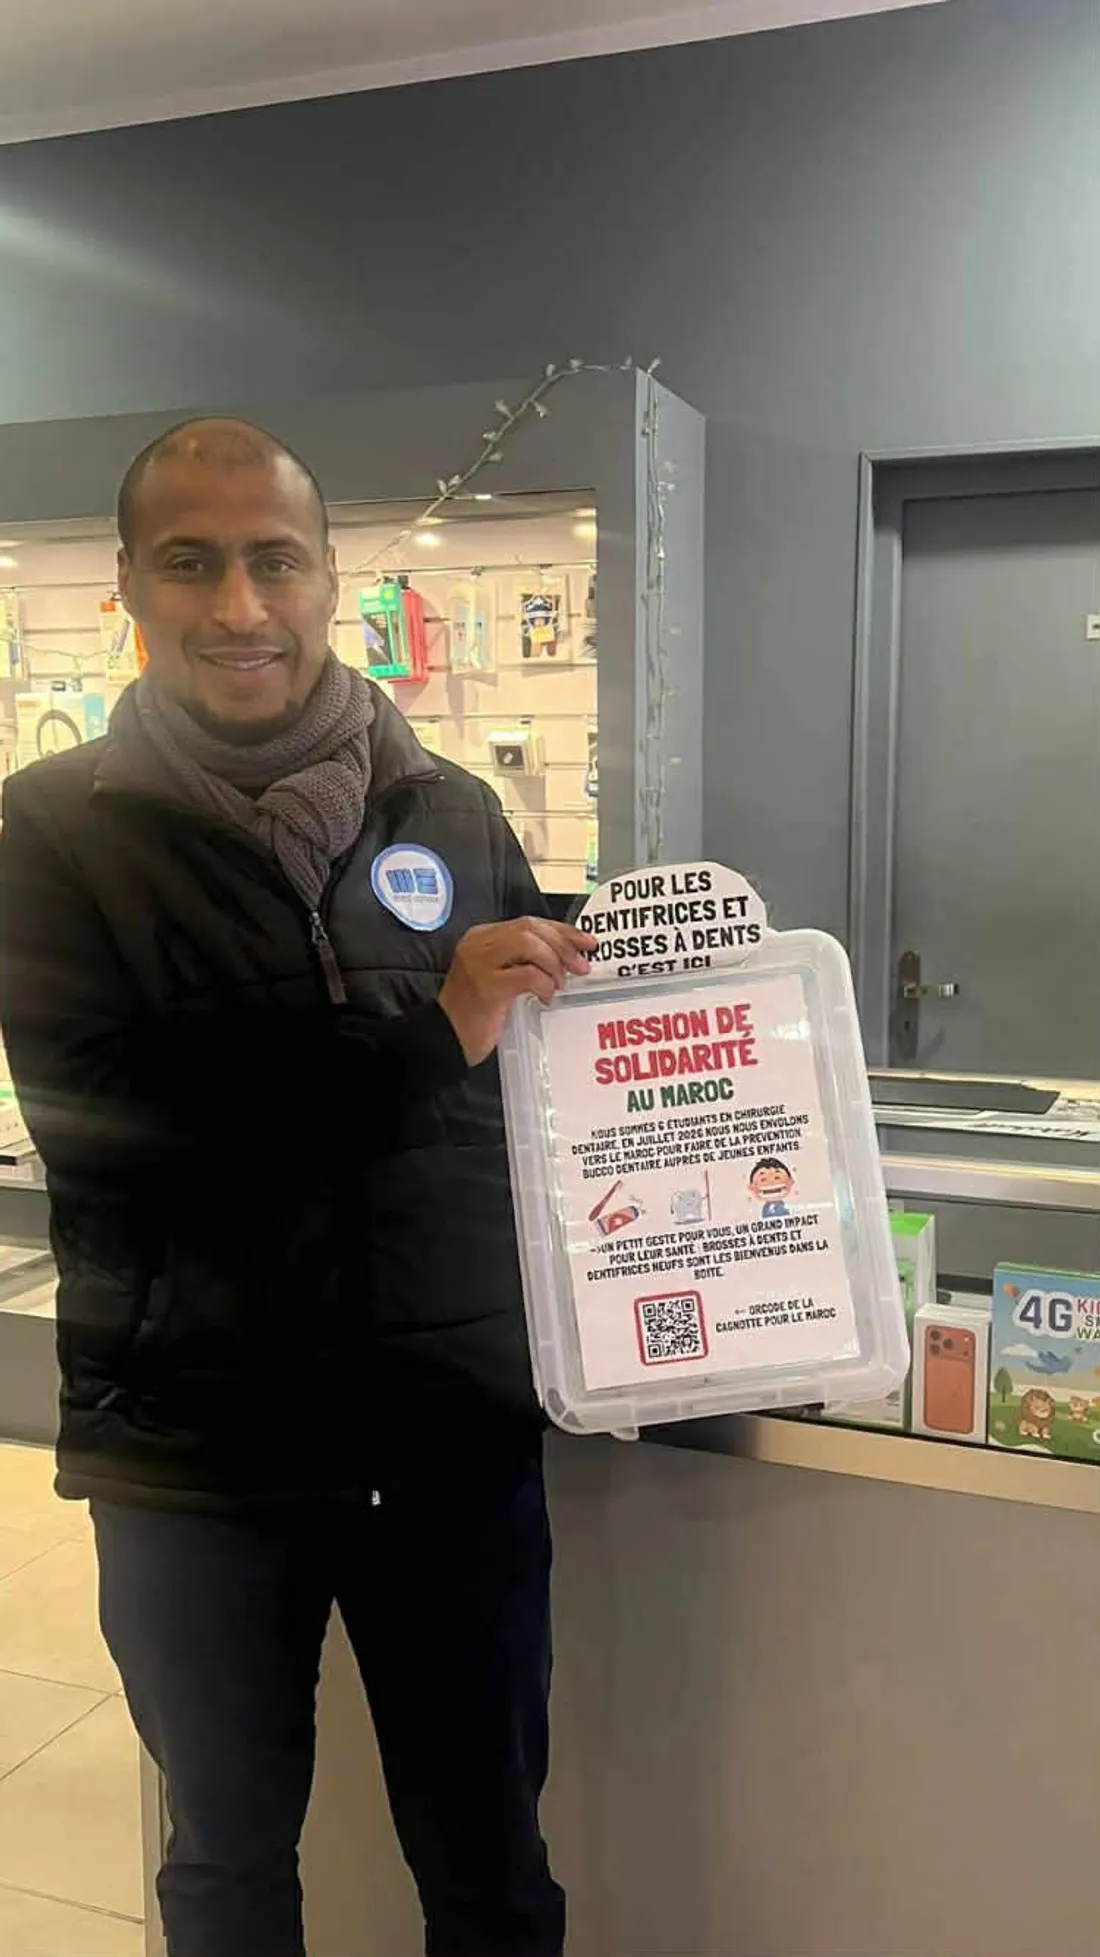 POUR LES
DENTIFRICES ET
BROSSES À DENTS
C'EST ICI
MISSION DE
SOLIDARITÉ
AU MAROC
NOUS SOMMES 6 ÉTUDIANTS EN CHIRURGIE
DENTAIRE, EN JUILLET 2026 NOUS NOUS ENVOLONS
VERS LE MAROC POUR FAIRE DE LA PREVENTION
BUCCO DENTAIRE AUPRÈS DE JEUNES ENFANTS.
UN PETIT GESTE POUR VOUS, UN GRAND IMPACT
POUR LEUR SANTÉ : BROSSES À DENTS ET
DENTIFRICES NEUFS SONT LES BIENVENUS DANS LA
BOITE.
← QRCODE DE LA
CAGNOTTE POUR LE MAROC
4G